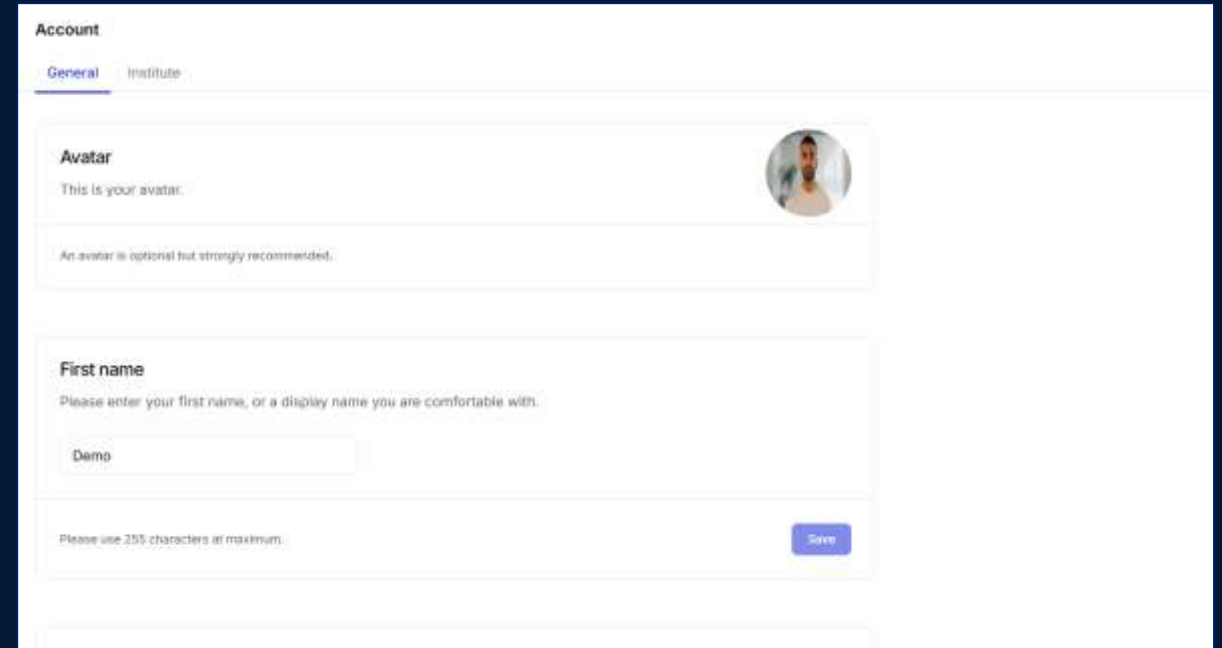 Account
General Institute
Avatar
This is your avatar.
An avatar is optional but strongly recommended.
First name
Please enter your first name, or a display name you are comfortable with.
Demo
Please use 255 characters at maximum.
Save